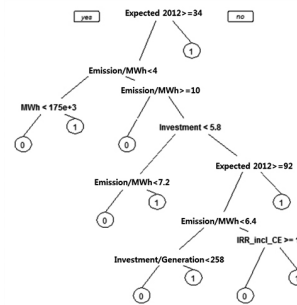 yes
Expected 2012>=34
no
1
Emission/MWh<4
Emission/MWh>=10
MWh < 175e+3
0
1
0
Investment < 5.8
Expected 2012>=92
Emission/MWh<7.2
0
1
Emission/MWh<6.4
1
IRR_incl_CE >= 
Investment/Generation<258
0
1
0